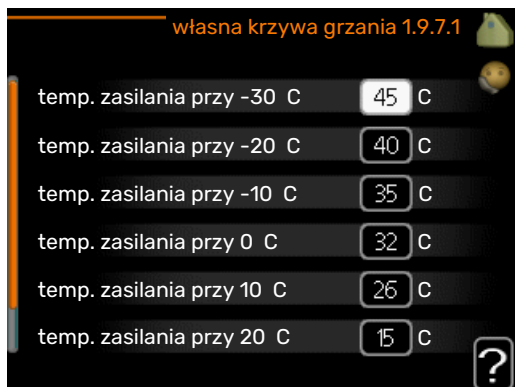 własna krzywa grzania 1.9.7.1
temp. zasilania przy -30 C 45 C
temp. zasilania przy -20 C 40 C
temp. zasilania przy -10 C 35 C
temp. zasilania przy 0 C 32 C
temp. zasilania przy 10 C 26 C
temp. zasilania przy 20 C 15 C
?